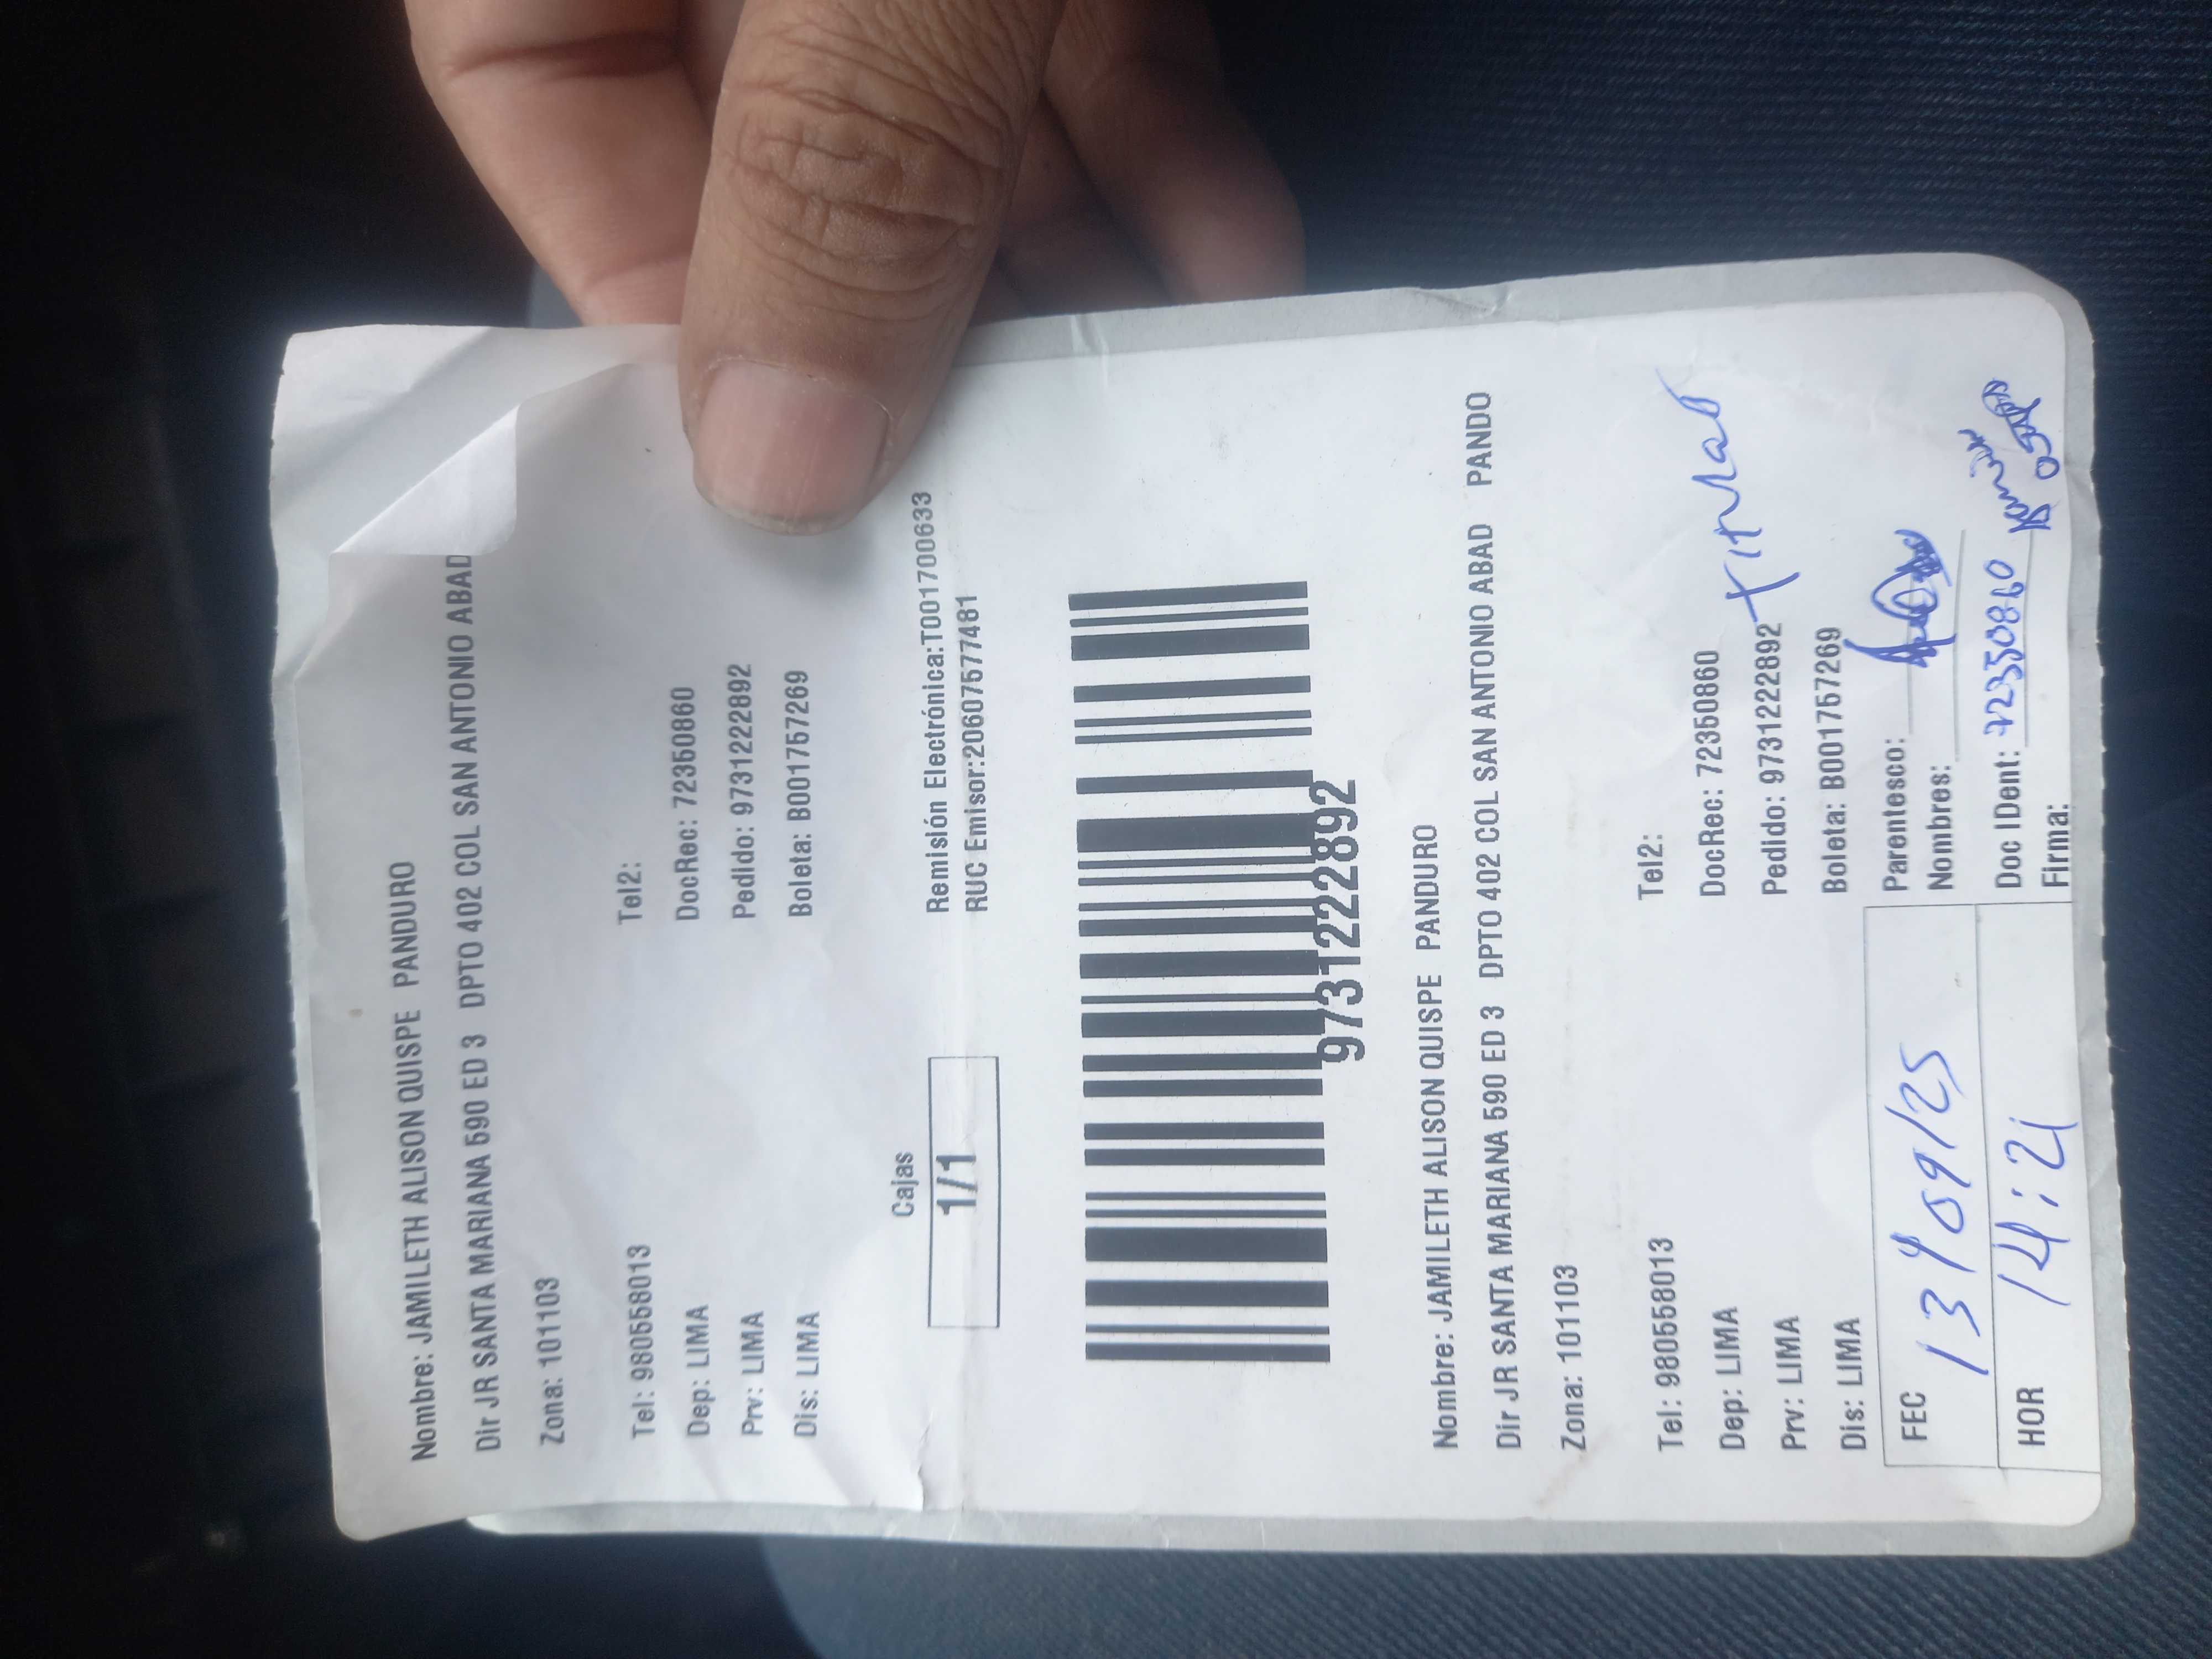 Nombre: JAMILETH ALISON QUISPE PANDURO
Dir JR SANTA MARIANA 590 ED 3 DPTO 402 COL SAN ANTONIO ABAD
Zona: 101103
Tel: 980558013 Tel2:
Dep: LIMA DocRec: 72350860
Prv: LIMA Pedido: 9731222892
Dis: LIMA Boleta: B001757269
Cajas
1/1
Remisión Electrónica:T001700633
RUC Emisor:20607577481
9731222892
Nombre: JAMILETH ALISON QUISPE PANDURO
Dir JR SANTA MARIANA 590 ED 3 DPTO 402 COL SAN ANTONIO ABAD PANDO
Zona: 101103
Tel: 980558013 Tel2:
Dep: LIMA DocRec: 72350860
Prv: LIMA Pedido: 9731222892 Titular
Dis: LIMA Boleta: B001757269
FEC 13/09/25 Parentesco:
Nombres:
HOR 14:21 Doc IDent: 72350860
Firma: